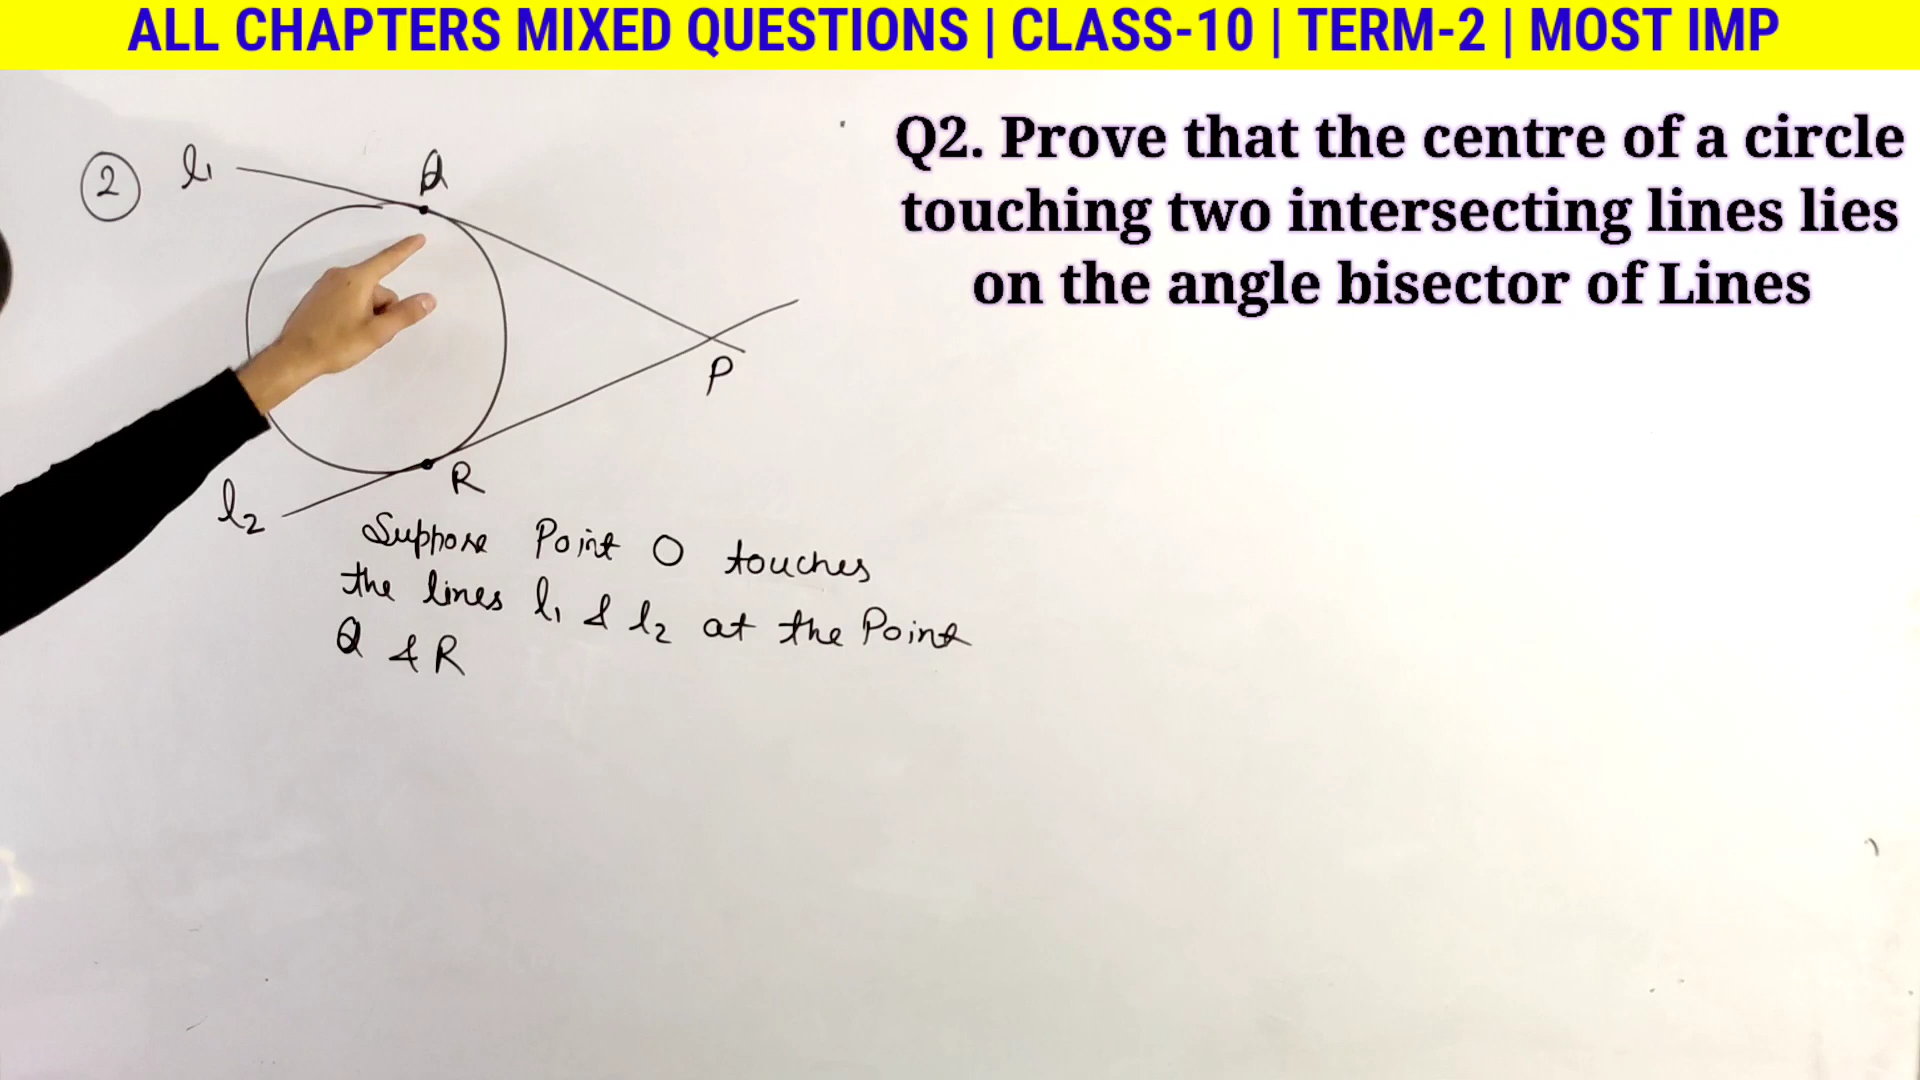 ALL CHAPTERS MIXED QUESTIONS | CLASS-10 | TERM-2 | MOST IMP
Q2. Prove that the centre of a circle
touching two intersecting lines lies
on the angle bisector of Lines
2
l₁
Q
P
R
l₂
Suppose Point O touches
the lines l₁ & l₂ at the Point
Q & R